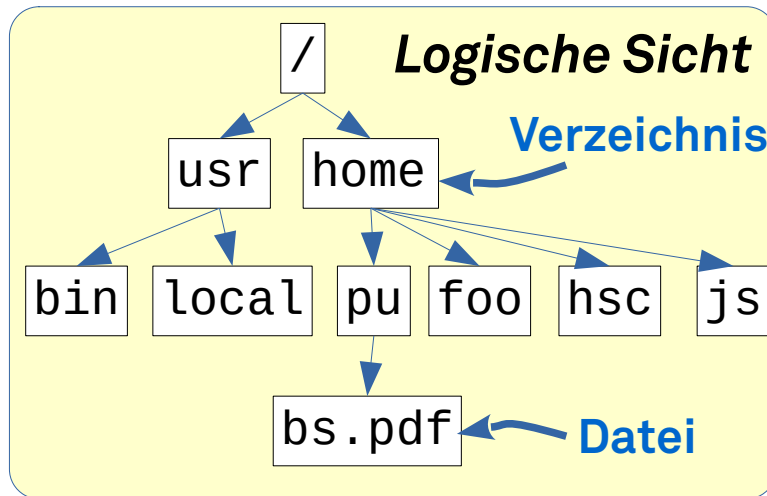 /
Logische Sicht
Verzeichnis
usr home
bin local pu foo hsc js
bs.pdf
Datei